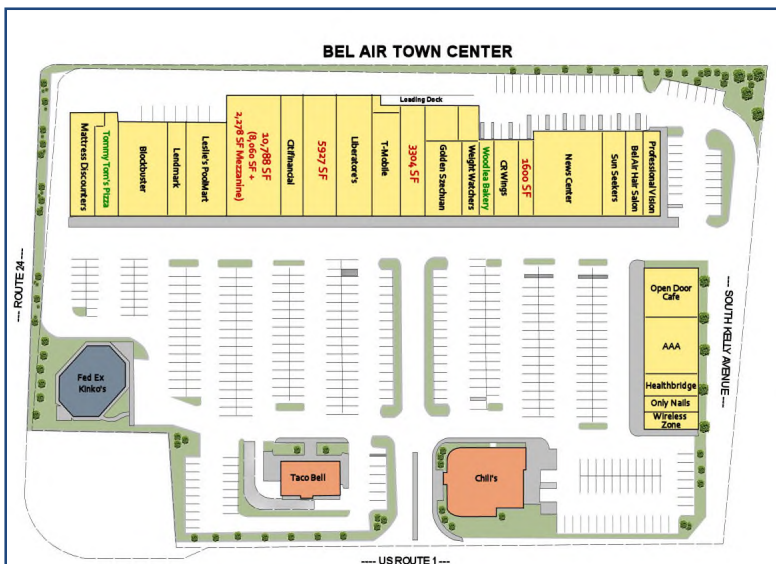 BEL AIR TOWN CENTER
Loading Dock
Mattress Discounters
Tommy Tom's Pizza
Blockbuster
Lendmark
Leslie's PoolMart
10,788 SF
(8,060 SF +
2,278 SF Mezzanine)
Citifinancial
5927 SF
Liberatore's
T-Mobile
3304 SF
Golden Szechuan
Weight Watchers
Woodlea Bakery
CR Wings
1600 SF
News Center
Sun Seekers
Bel Air Hair Salon
Professional Vision
--- ROUTE 24 ---
--- SOUTH KELLY AVENUE ---
Open Door
Cafe
AAA
Healthbridge
Only Nails
Wireless
Zone
Fed Ex
Kinko's
Taco Bell
Chili's
---- US ROUTE 1 ---